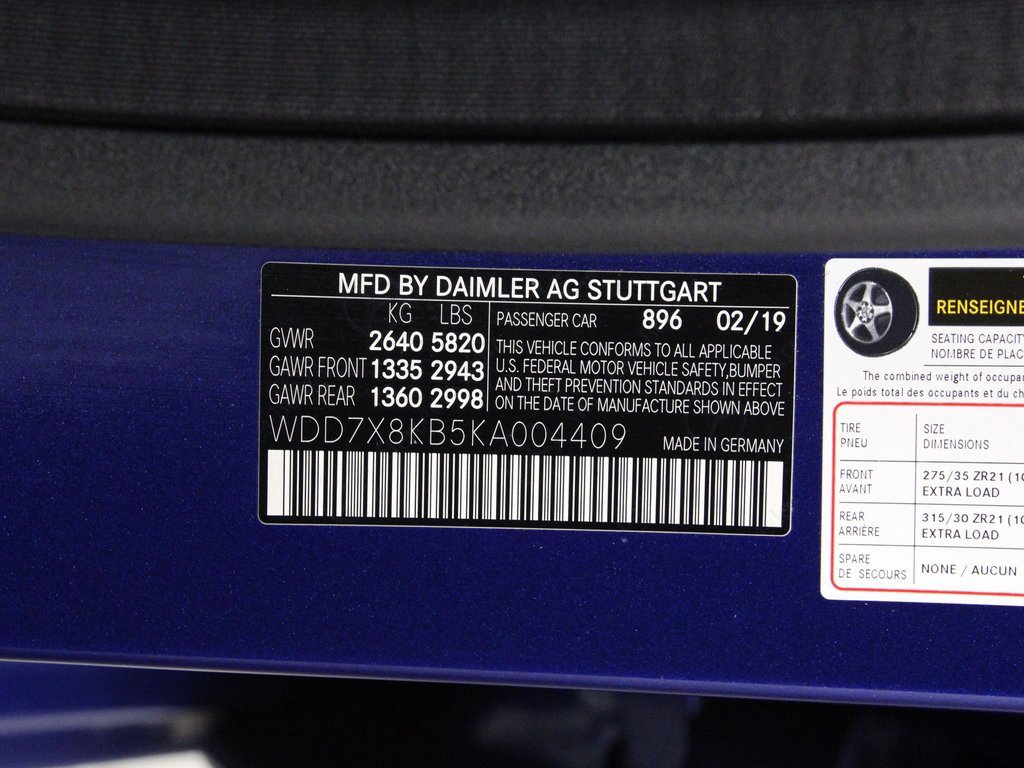 MFD BY DAIMLER AG STUTTGART
KG LBS
GVWR 2640 5820
GAWR FRONT 1335 2943
GAWR REAR 1360 2998
PASSENGER CAR 896 02/19
THIS VEHICLE CONFORMS TO ALL APPLICABLE
U.S. FEDERAL MOTOR VEHICLE SAFETY,BUMPER
AND THEFT PREVENTION STANDARDS IN EFFECT
ON THE DATE OF MANUFACTURE SHOWN ABOVE
WDD7X8KB5KA004409 MADE IN GERMANY
RENSEIGNE
SEATING CAPACITY
NOMBRE DE PLAC
The combined weight of occupan
Le poids total des occupants et du ch
TIRE SIZE
PNEU DIMENSIONS
FRONT 275/35 ZR21 (10
AVANT EXTRA LOAD
REAR 315/30 ZR21 (10
ARRIÈRE EXTRA LOAD
SPARE
DE SECOURS NONE / AUCUN